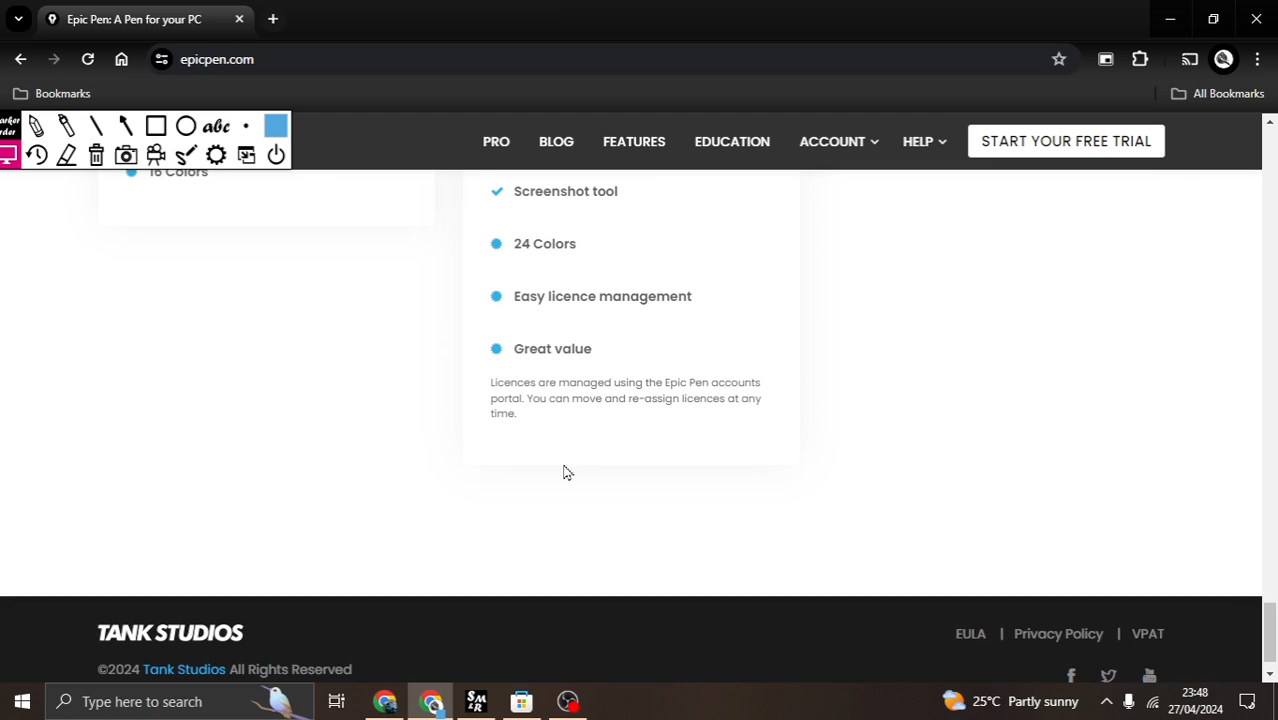 Epic Pen: A Pen for your PC
epicpen.com
Bookmarks
All Bookmarks
abc
PRO
BLOG
FEATURES
EDUCATION
ACCOUNT
HELP
START YOUR FREE TRIAL
16 Colors
Screenshot tool
24 Colors
Easy licence management
Great value
Licences are managed using the Epic Pen accounts
portal. You can move and re-assign licences at any
time.
TANK STUDIOS
EULA | Privacy Policy | VPAT
©2024 Tank Studios All Rights Reserved
Type here to search
25°C Partly sunny
23:48
27/04/2024